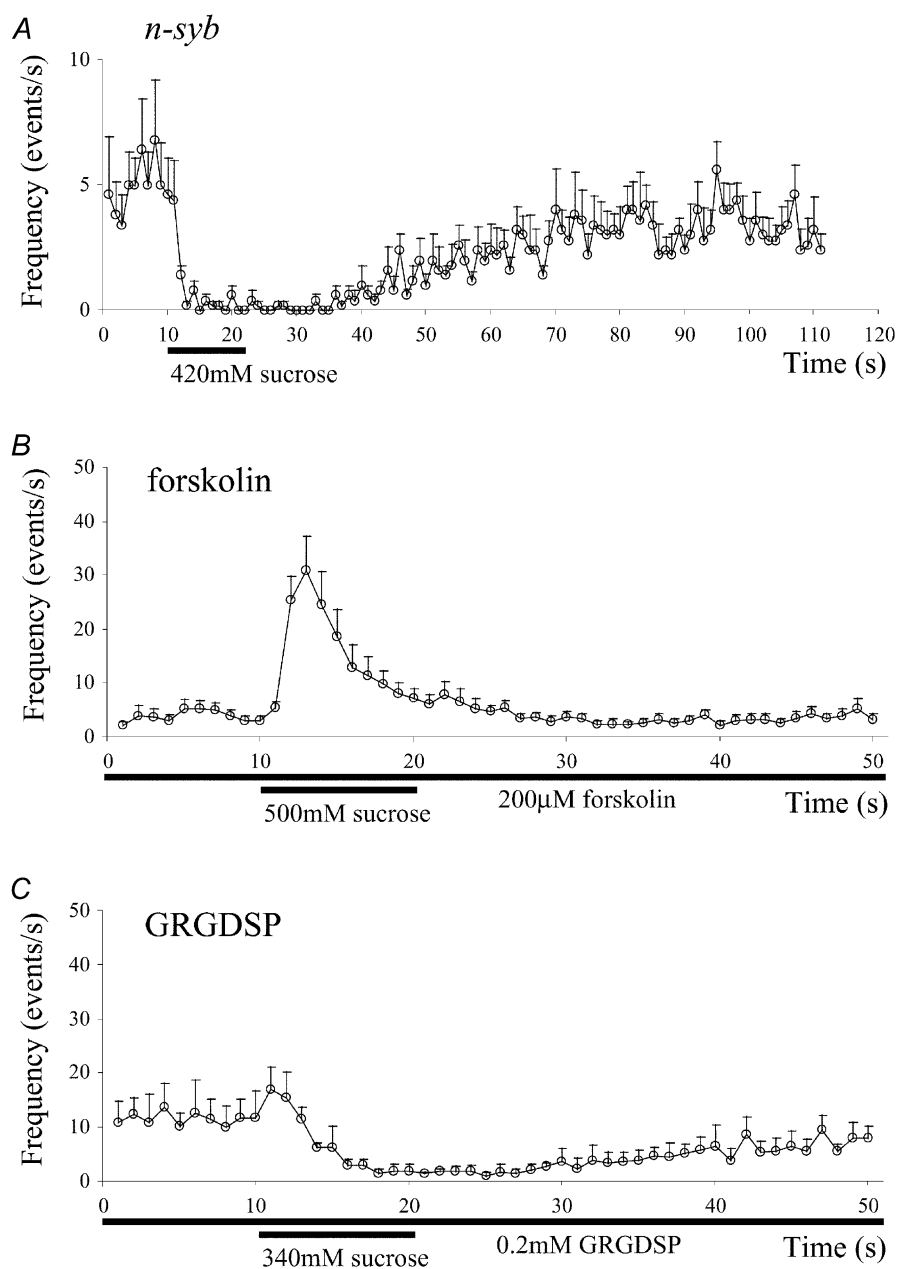 A
n-syb
Frequency (events/s)
10
5
0
0 10 20 30 40 50 60 70 80 90 100 110 120
420mM sucrose
Time (s)
B
forskolin
Frequency (events/s)
50
40
30
20
10
0
0 10 20 30 40 50
500mM sucrose
200µM forskolin
Time (s)
C
GRGDSP
Frequency (events/s)
50
40
30
20
10
0
0 10 20 30 40 50
340mM sucrose
0.2mM GRGDSP
Time (s)